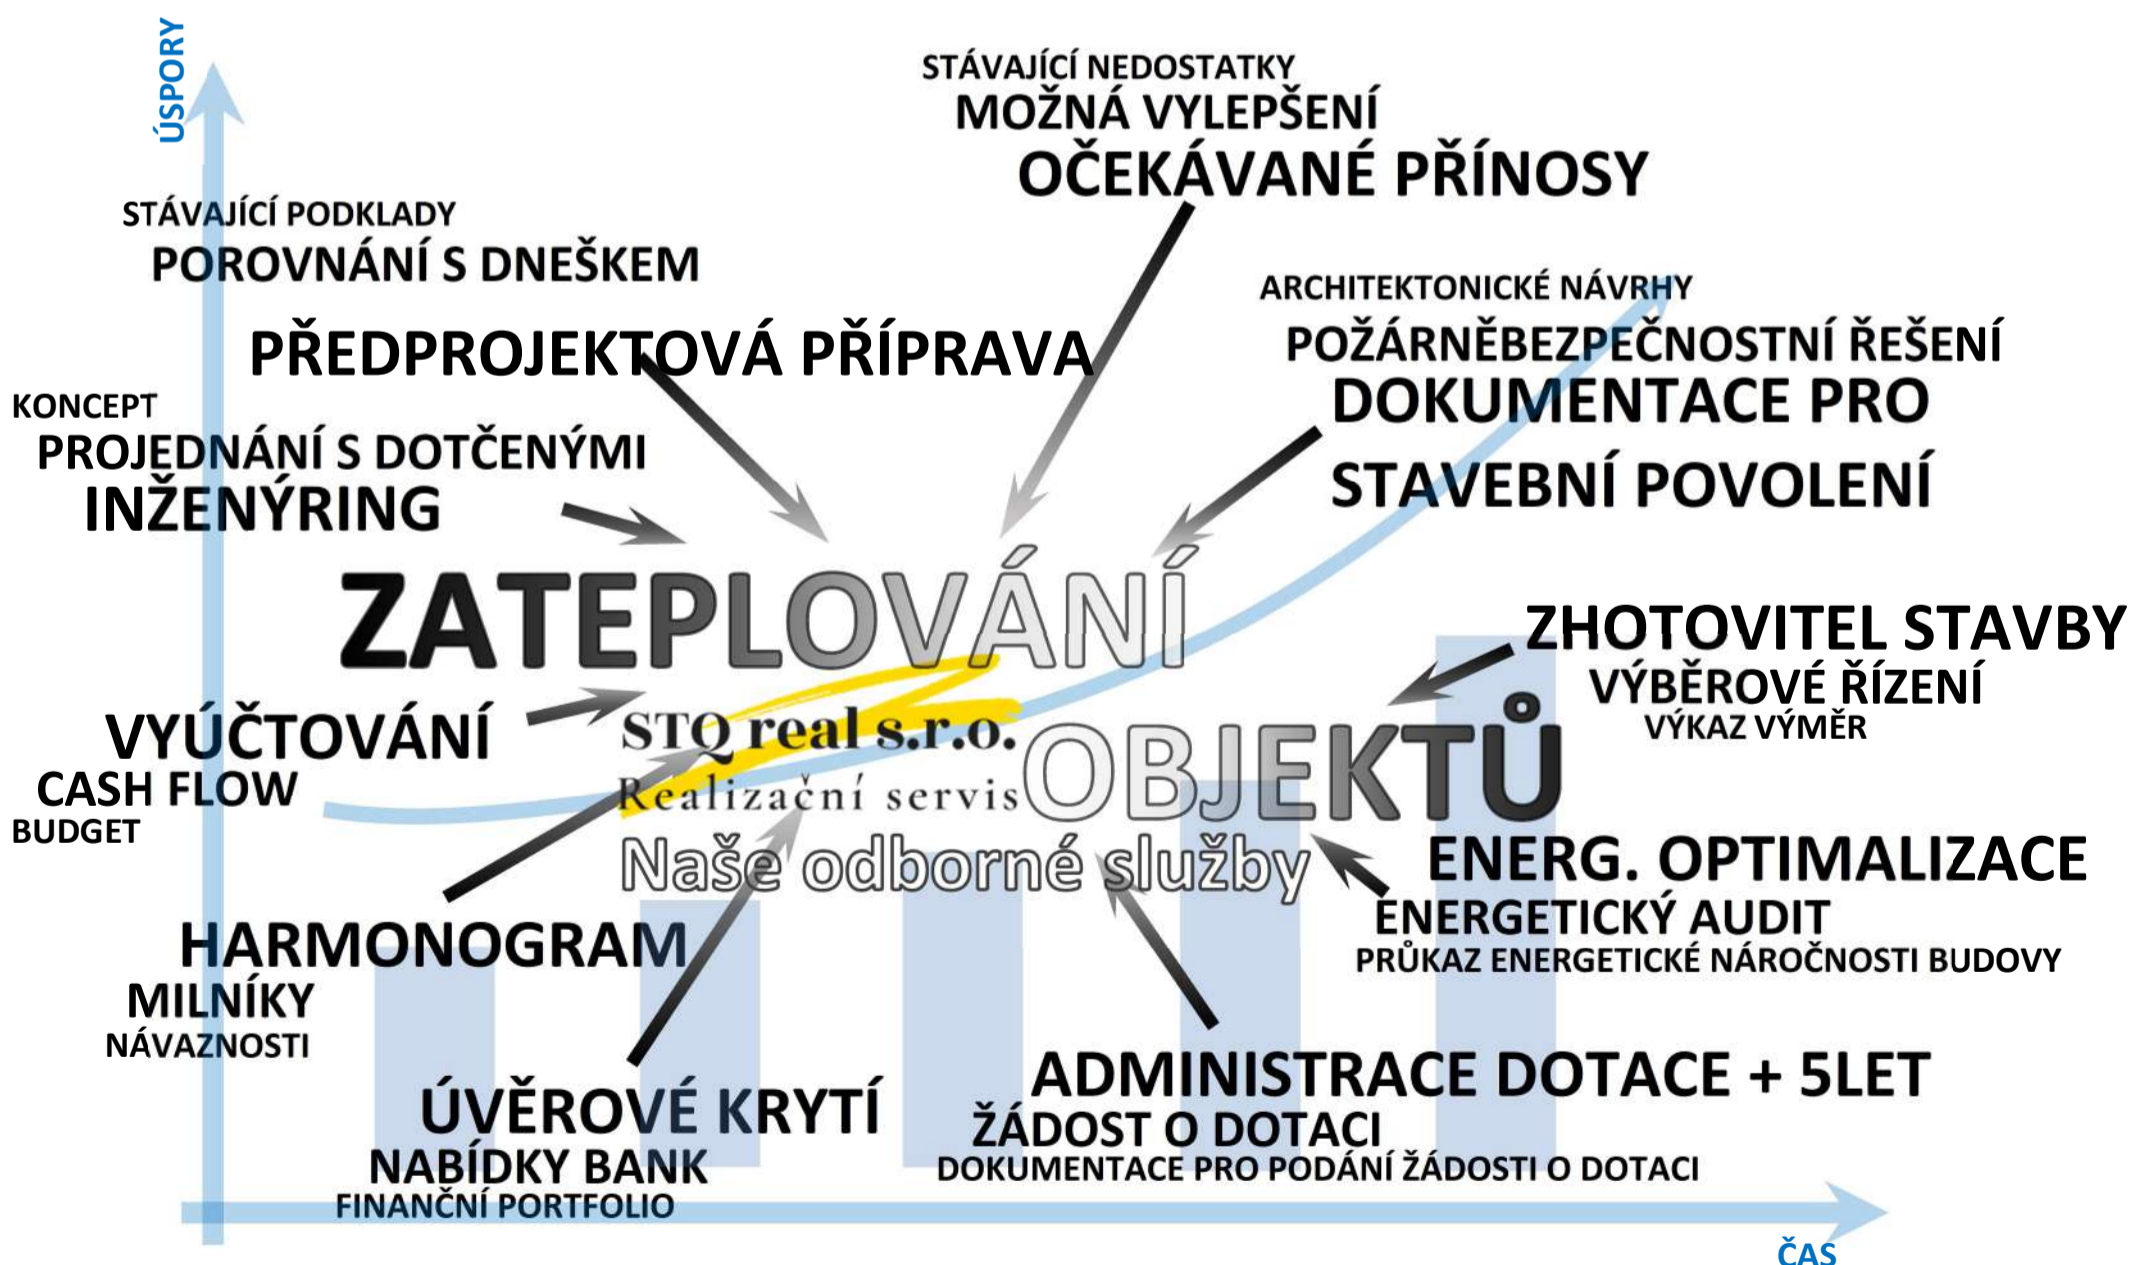 ÚSPORY
STÁVAJÍCÍ NEDOSTATKY
MOŽNÁ VYLEPŠENÍ
OČEKÁVANÉ PŘÍNOSY
STÁVAJÍCÍ PODKLADY
POROVNÁNÍ S DNEŠKEM
PŘEDPROJEKTOVÁ PŘÍPRAVA
ARCHITEKTONICKÉ NÁVRHY
POŽÁRNĚBEZPEČNOSTNÍ ŘEŠENÍ
DOKUMENTACE PRO
STAVEBNÍ POVOLENÍ
KONCEPT
PROJEDNÁNÍ S DOTČENÝMI
INŽENÝRING
ZATEPLOVÁNÍ
OBJEKTŮ
STQ real s.r.o.
Realizační servis
Naše odborné služby
ZHOTOVITEL STAVBY
VÝBĚROVÉ ŘÍZENÍ
VÝKAZ VÝMĚR
VYÚČTOVÁNÍ
CASH FLOW
BUDGET
ENERG. OPTIMALIZACE
ENERGETICKÝ AUDIT
PRŮKAZ ENERGETICKÉ NÁROČNOSTI BUDOVY
HARMONOGRAM
MILNÍKY
NÁVAZNOSTI
ÚVĚROVÉ KRYTÍ
NABÍDKY BANK
FINANČNÍ PORTFOLIO
ADMINISTRACE DOTACE + 5LET
ŽÁDOST O DOTACI
DOKUMENTACE PRO PODÁNÍ ŽÁDOSTI O DOTACI
ČAS